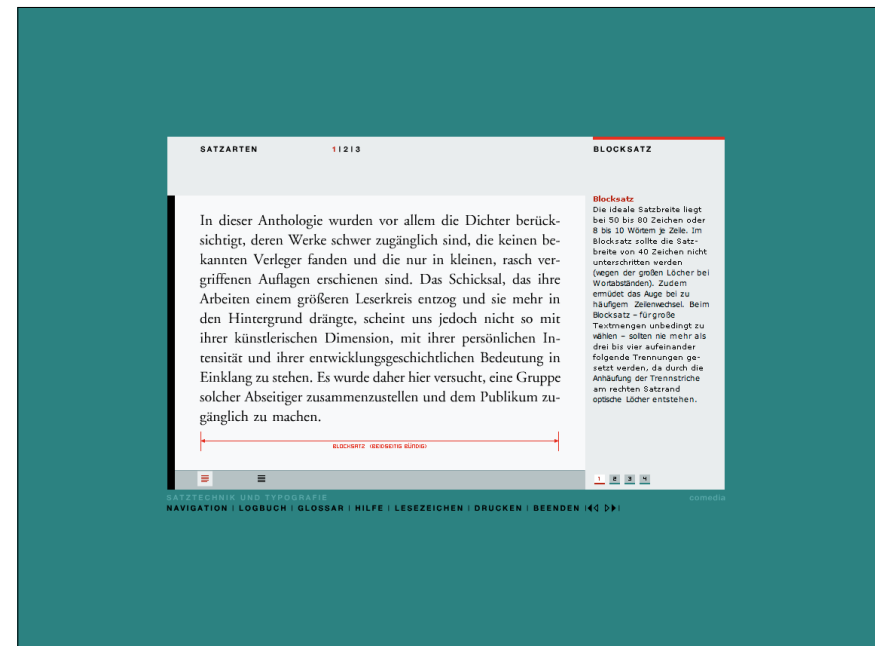 SATZARTEN
1|2|3
BLOCKSATZ
In dieser Anthologie wurden vor allem die Dichter berück-
sichtigt, deren Werke schwer zugänglich sind, die keinen be-
kannten Verleger fanden und die nur in kleinen, rasch ver-
griffenen Auflagen erschienen sind. Das Schicksal, das ihre
Arbeiten einem größeren Leserkreis entzog und sie mehr in
den Hintergrund drängte, scheint uns jedoch nicht so mit
ihrer künstlerischen Dimension, mit ihrer persönlichen In-
tensität und ihrer entwicklungsgeschichtlichen Bedeutung in
Einklang zu stehen. Es wurde daher hier versucht, eine Gruppe
solcher Abseitiger zusammenzustellen und dem Publikum zu-
gänglich zu machen.
BLOCKSATZ (BEIDSEITIG BÜNDIG)
Blocksatz
Die ideale Satzbreite liegt
bei 50 bis 80 Zeichen oder
8 bis 10 Wörtern je Zeile. Im
Blocksatz sollte die Satz-
breite von 40 Zeichen nicht
unterschritten werden
(wegen der großen Löcher bei
Wortabständen). Zudem
ermüdet das Auge bei zu
häufigem Zeilenwechsel. Beim
Blocksatz – für große
Textmengen unbedingt zu
wählen – sollten nie mehr als
drei bis vier aufeinander
folgende Trennungen ge-
setzt werden, da durch die
Anhäufung der Trennstriche
am rechten Satzrand
optische Löcher entstehen.
1 2 3 4
SATZTECHNIK UND TYPOGRAFIE
comedia
NAVIGATION | LOGBUCH | GLOSSAR | HILFE | LESEZEICHEN | DRUCKEN | BEENDEN